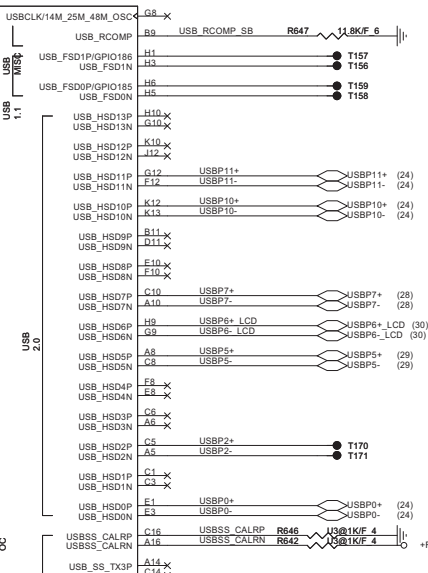 USBCLK/14M_25M_48M_OSC G8
USB_RCOMP B9 USB_RCOMP_SB R647 11.8K/F_6
USB MISC
USB_FSD1P/GPIO186 H1 T157
USB_FSD1N H3 T156
USB_FSD0P/GPIO185 H6 T159
USB_FSD0N H5 T158
USB 1.1
USB_HSD13P H10
USB_HSD13N G10
USB_HSD12P K10
USB_HSD12N J12
USB_HSD11P G12 USBP11+ USBP11+ (24)
USB_HSD11N F12 USBP11- USBP11- (24)
USB_HSD10P K12 USBP10+ USBP10+ (24)
USB_HSD10N K13 USBP10- USBP10- (24)
USB_HSD9P B11
USB_HSD9N D11
USB_HSD8P E10
USB_HSD8N F10
USB_HSD7P C10 USBP7+ USBP7+ (28)
USB_HSD7N A10 USBP7- USBP7- (28)
USB_HSD6P H9 USBP6+_LCD USBP6+_LCD (30)
USB_HSD6N G9 USBP6-_LCD USBP6-_LCD (30)
USB 2.0
USB_HSD5P A8 USBP5+ USBP5+ (29)
USB_HSD5N C8 USBP5- USBP5- (29)
USB_HSD4P F8
USB_HSD4N E8
USB_HSD3P C6
USB_HSD3N A6
USB_HSD2P C5 USBP2+ T170
USB_HSD2N A5 USBP2- T171
USB_HSD1P C1
USB_HSD1N C3
USB_HSD0P E1 USBP0+ USBP0+ (24)
USB_HSD0N E3 USBP0- USBP0- (24)
OC
USBSS_CALRP C16 USBSS_CALRP R646 U3@1K/F_4
USBSS_CALRN A16 USBSS_CALRN R642 U3@1K/F_4
USB_SS_TX3P A14
C14